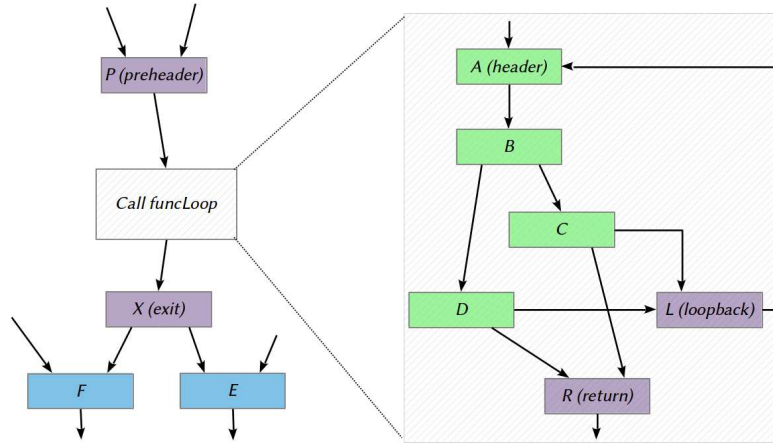 P (preheader)
Call funcLoop
X (exit)
F
E
A (header)
B
C
D
L (loopback)
R (return)